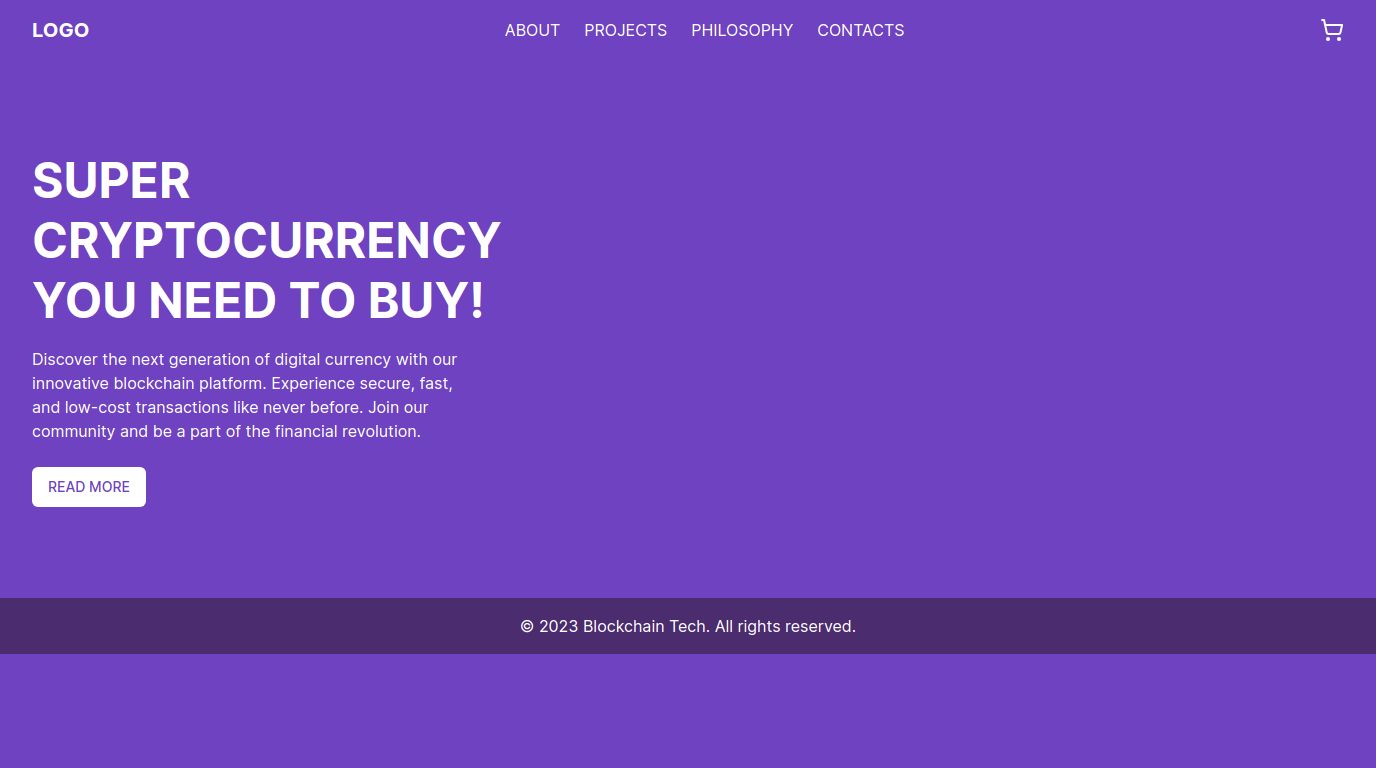 LOGO
ABOUT PROJECTS PHILOSOPHY CONTACTS
SUPER
CRYPTOCURRENCY
YOU NEED TO BUY!
Discover the next generation of digital currency with our
innovative blockchain platform. Experience secure, fast,
and low-cost transactions like never before. Join our
community and be a part of the financial revolution.
READ MORE
© 2023 Blockchain Tech. All rights reserved.